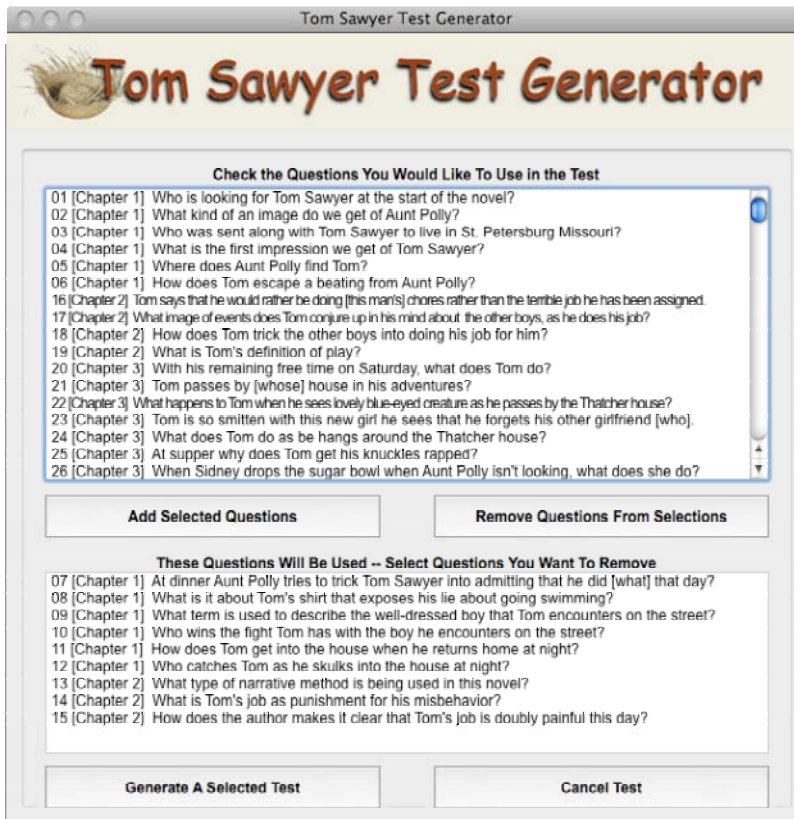 Tom Sawyer Test Generator
Tom Sawyer Test Generator
Check the Questions You Would Like To Use in the Test
01 [Chapter 1] Who is looking for Tom Sawyer at the start of the novel?
02 [Chapter 1] What kind of an image do we get of Aunt Polly?
03 [Chapter 1] Who was sent along with Tom Sawyer to live in St. Petersburg Missouri?
04 [Chapter 1] What is the first impression we get of Tom Sawyer?
05 [Chapter 1] Where does Aunt Polly find Tom?
06 [Chapter 1] How does Tom escape a beating from Aunt Polly?
16 [Chapter 2] Tom says that he would rather be doing [this man's] chores rather than the terrible job he has been assigned.
17 [Chapter 2] What image of events does Tom conjure up in his mind about the other boys, as he does his job?
18 [Chapter 2] How does Tom trick the other boys into doing his job for him?
19 [Chapter 2] What is Tom's definition of play?
20 [Chapter 3] With his remaining free time on Saturday, what does Tom do?
21 [Chapter 3] Tom passes by [whose] house in his adventures?
22 [Chapter 3] What happens to Tom when he sees lovely blue-eyed creature as he passes by the Thatcher house?
23 [Chapter 3] Tom is so smitten with this new girl he sees that he forgets his other girlfriend [who].
24 [Chapter 3] What does Tom do as be hangs around the Thatcher house?
25 [Chapter 3] At supper why does Tom get his knuckles rapped?
26 [Chapter 3] When Sidney drops the sugar bowl when Aunt Polly isn't looking, what does she do?
Add Selected Questions
Remove Questions From Selections
These Questions Will Be Used -- Select Questions You Want To Remove
07 [Chapter 1] At dinner Aunt Polly tries to trick Tom Sawyer into admitting that he did [what] that day?
08 [Chapter 1] What is it about Tom's shirt that exposes his lie about going swimming?
09 [Chapter 1] What term is used to describe the well-dressed boy that Tom encounters on the street?
10 [Chapter 1] Who wins the fight Tom has with the boy he encounters on the street?
11 [Chapter 1] How does Tom get into the house when he returns home at night?
12 [Chapter 1] Who catches Tom as he skulks into the house at night?
13 [Chapter 2] What type of narrative method is being used in this novel?
14 [Chapter 2] What is Tom's job as punishment for his misbehavior?
15 [Chapter 2] How does the author makes it clear that Tom's job is doubly painful this day?
Generate A Selected Test
Cancel Test